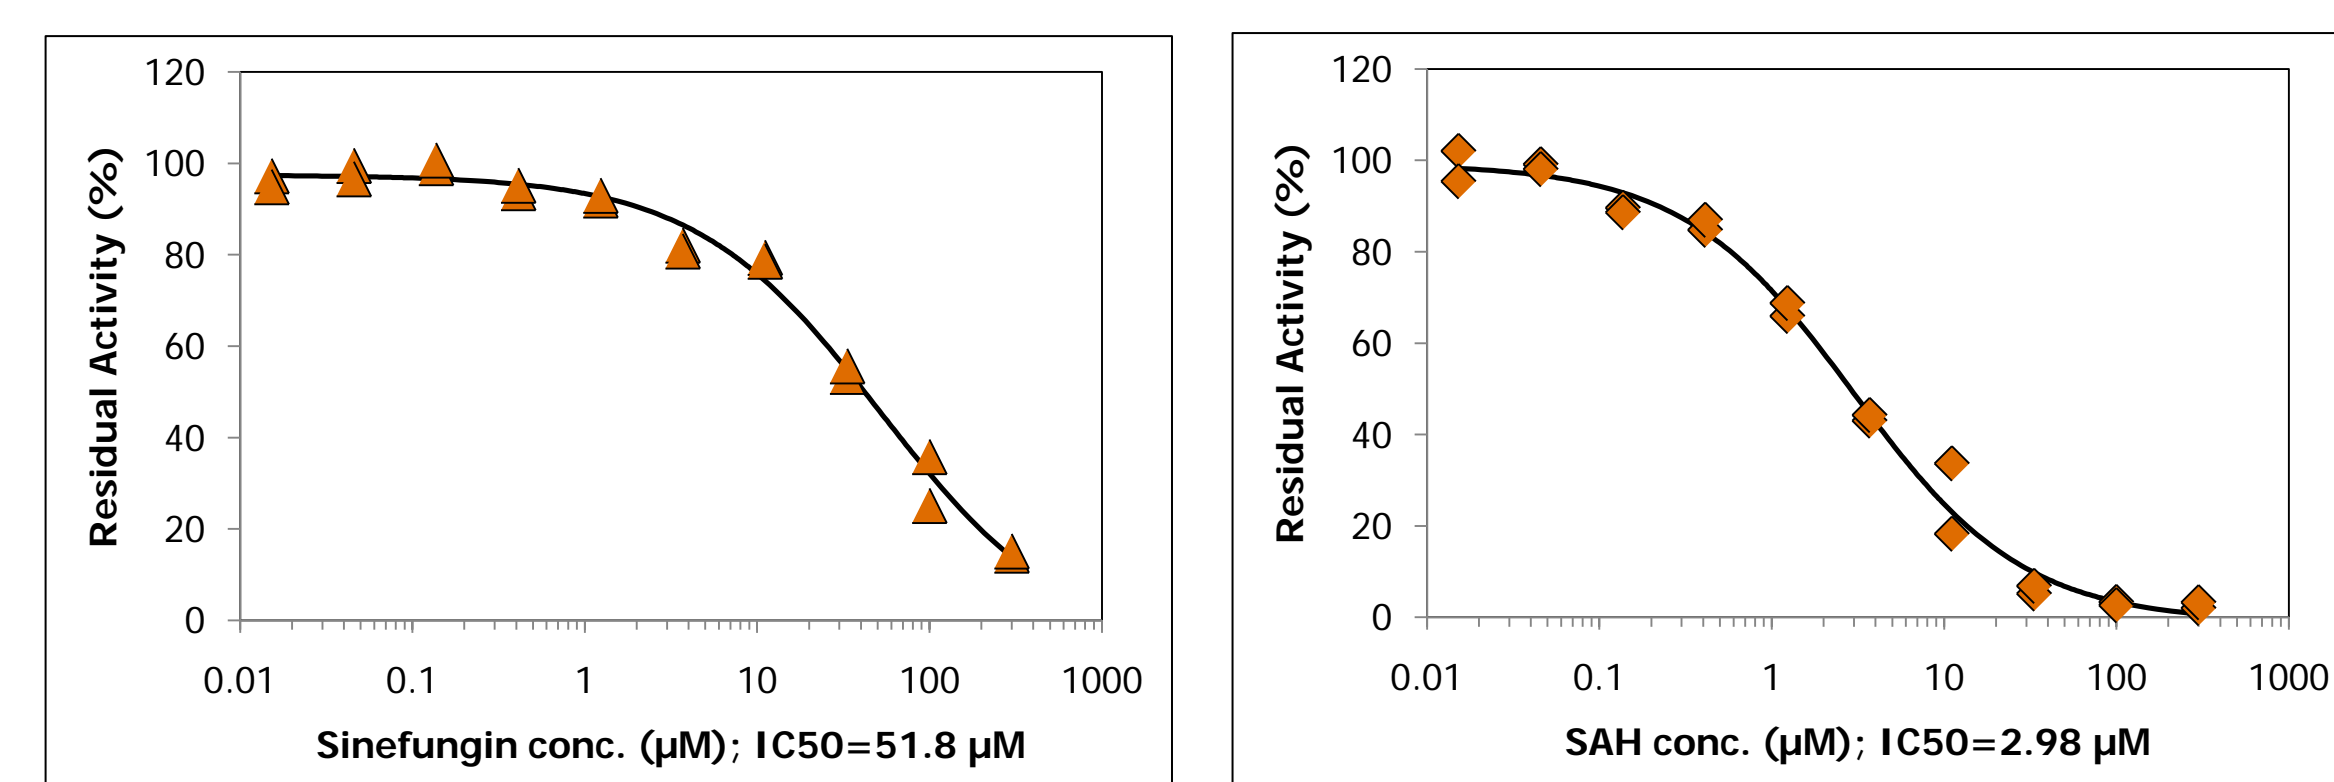 120
100
80
60
40
20
0
Residual Activity (%)
0.01 0.1 1 10 100 1000
Sinefungin conc. (μM); IC50=51.8 μM
120
100
80
60
40
20
0
Residual Activity (%)
0.01 0.1 1 10 100 1000
SAH conc. (μM); IC50=2.98 μM